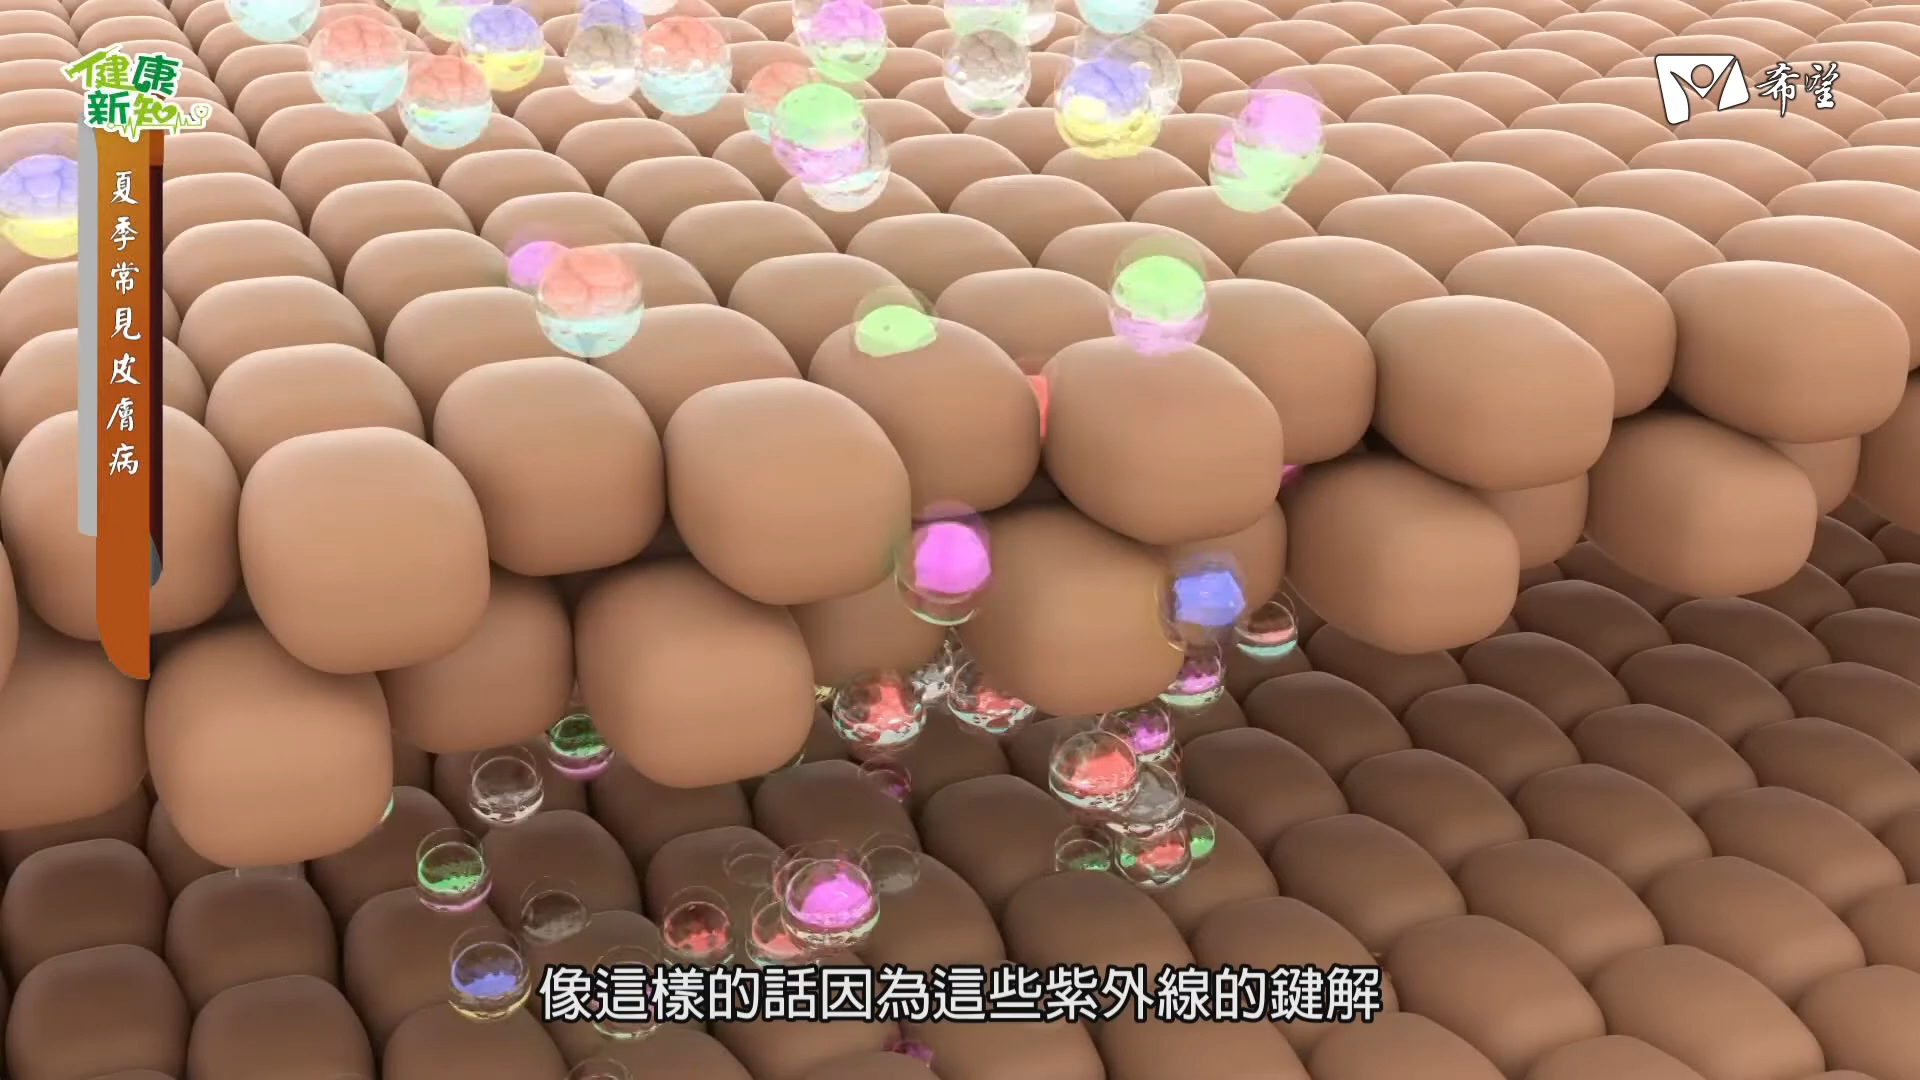 健康
新知
希望
夏季常見皮膚病
像這樣的話因為這些紫外線的鍵解